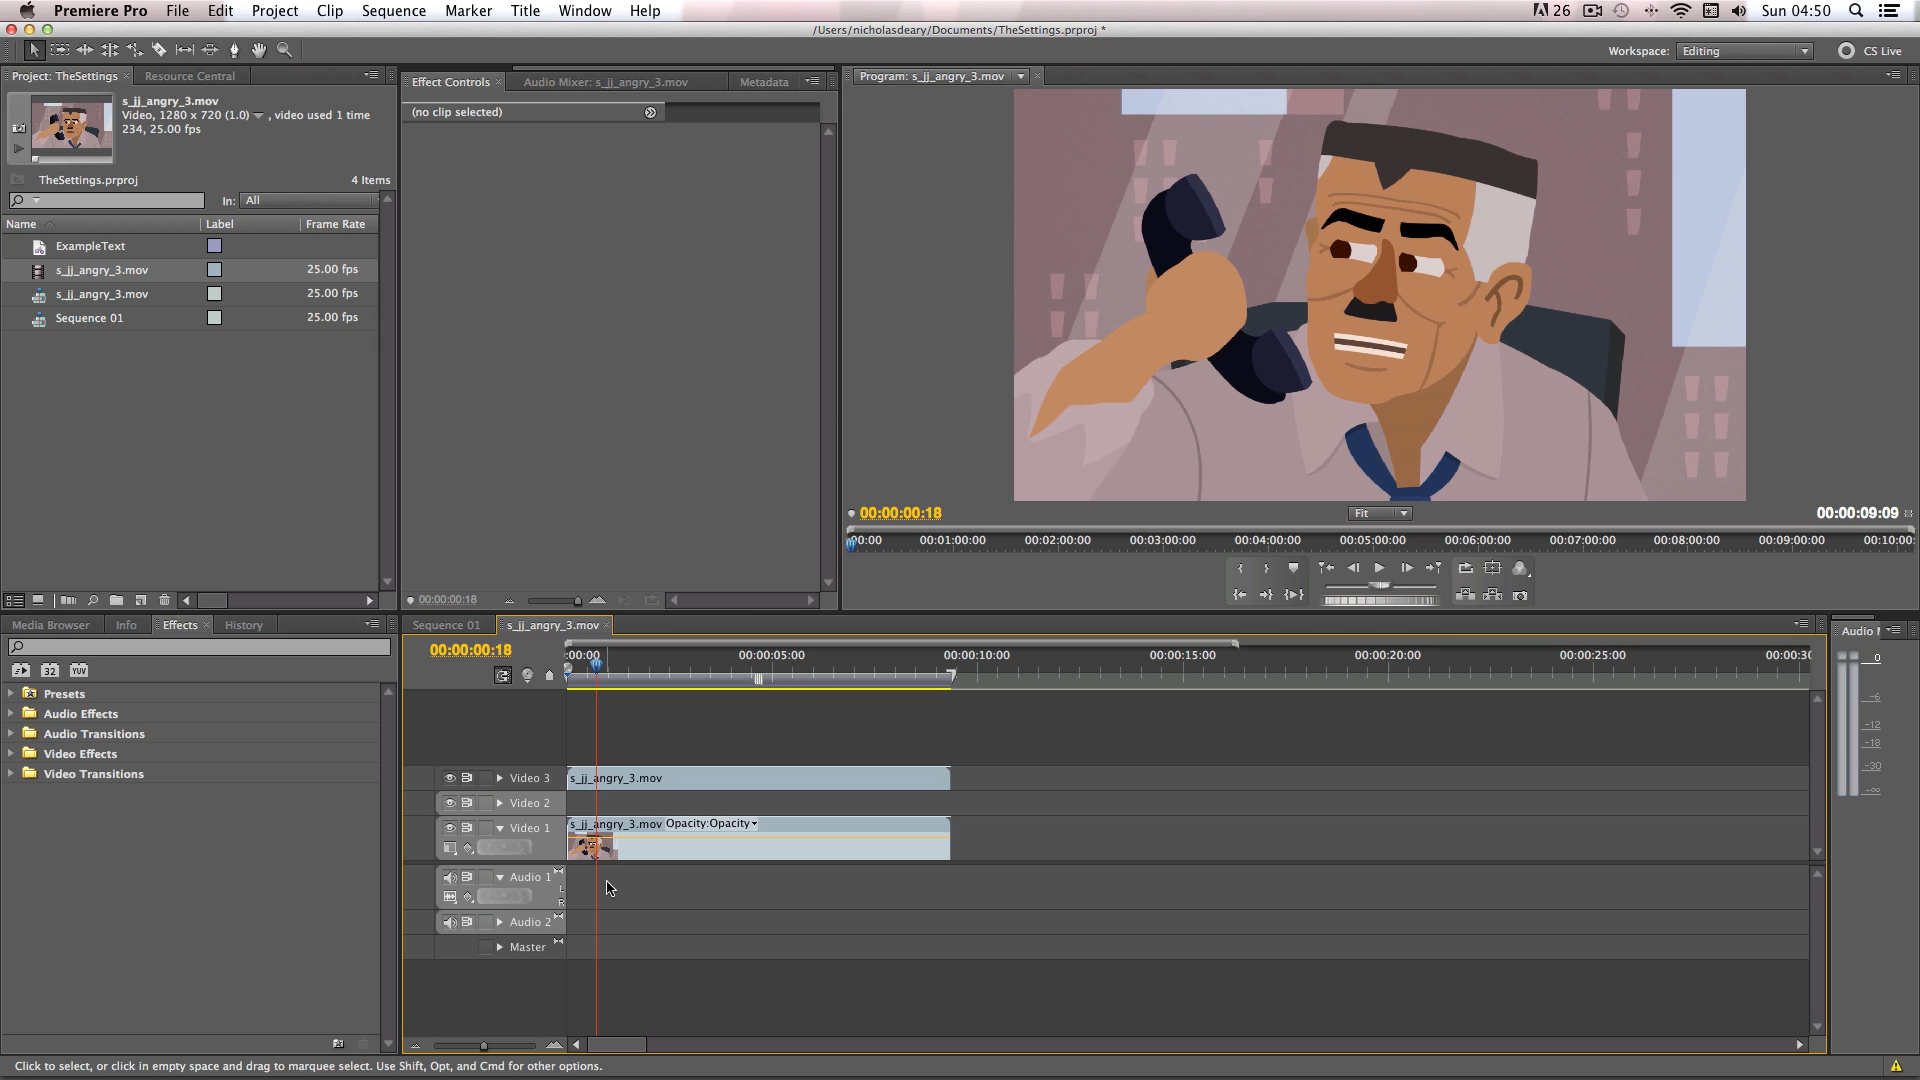 Premiere Pro File Edit Project Clip Sequence Marker Title Window Help 26 Sun 04:50
/Users/nicholasdeary/Documents/TheSettings.prproj *
Workspace: Editing CS Live
Project: TheSettings Resource Central
s_jj_angry_3.mov
Video, 1280 x 720 (1.0) , video used 1 time
234, 25.00 fps
TheSettings.prproj 4 Items
In: All
Name Label Frame Rate
ExampleText
s_jj_angry_3.mov 25.00 fps
s_jj_angry_3.mov 25.00 fps
Sequence 01 25.00 fps
Effect Controls Audio Mixer: s_jj_angry_3.mov Metadata
(no clip selected)
00:00:00:18
Program: s_jj_angry_3.mov
00:00:00:18 Fit 00:00:09:09
00:00 00:01:00:00 00:02:00:00 00:03:00:00 00:04:00:00 00:05:00:00 00:06:00:00 00:07:00:00 00:08:00:00 00:09:00:00 00:10:00:
Media Browser Info Effects History
32 YUV
Presets
Audio Effects
Audio Transitions
Video Effects
Video Transitions
Sequence 01 s_jj_angry_3.mov
00:00:00:18
:00:00 00:00:05:00 00:00:10:00 00:00:15:00 00:00:20:00 00:00:25:00 00:00:30
Video 3 s_jj_angry_3.mov
Video 2
Video 1 s_jj_angry_3.mov Opacity:Opacity
Audio 1
L
R
Audio 2
Master
Audio
0
-6
-12
-18
-30
-∞
Click to select, or click in empty space and drag to marquee select. Use Shift, Opt, and Cmd for other options.